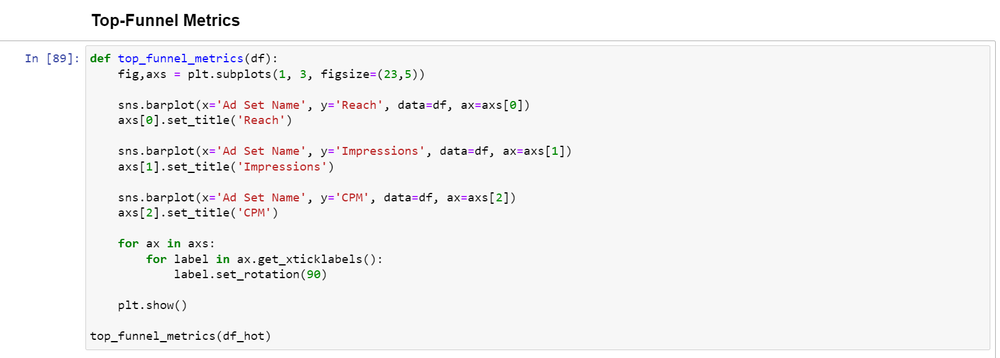 Top-Funnel Metrics
In [89]: def top_funnel_metrics(df):
    fig,axs = plt.subplots(1, 3, figsize=(23,5))

    sns.barplot(x='Ad Set Name', y='Reach', data=df, ax=axs[0])
    axs[0].set_title('Reach')

    sns.barplot(x='Ad Set Name', y='Impressions', data=df, ax=axs[1])
    axs[1].set_title('Impressions')

    sns.barplot(x='Ad Set Name', y='CPM', data=df, ax=axs[2])
    axs[2].set_title('CPM')

    for ax in axs:
        for label in ax.get_xticklabels():
            label.set_rotation(90)

    plt.show()

top_funnel_metrics(df_hot)